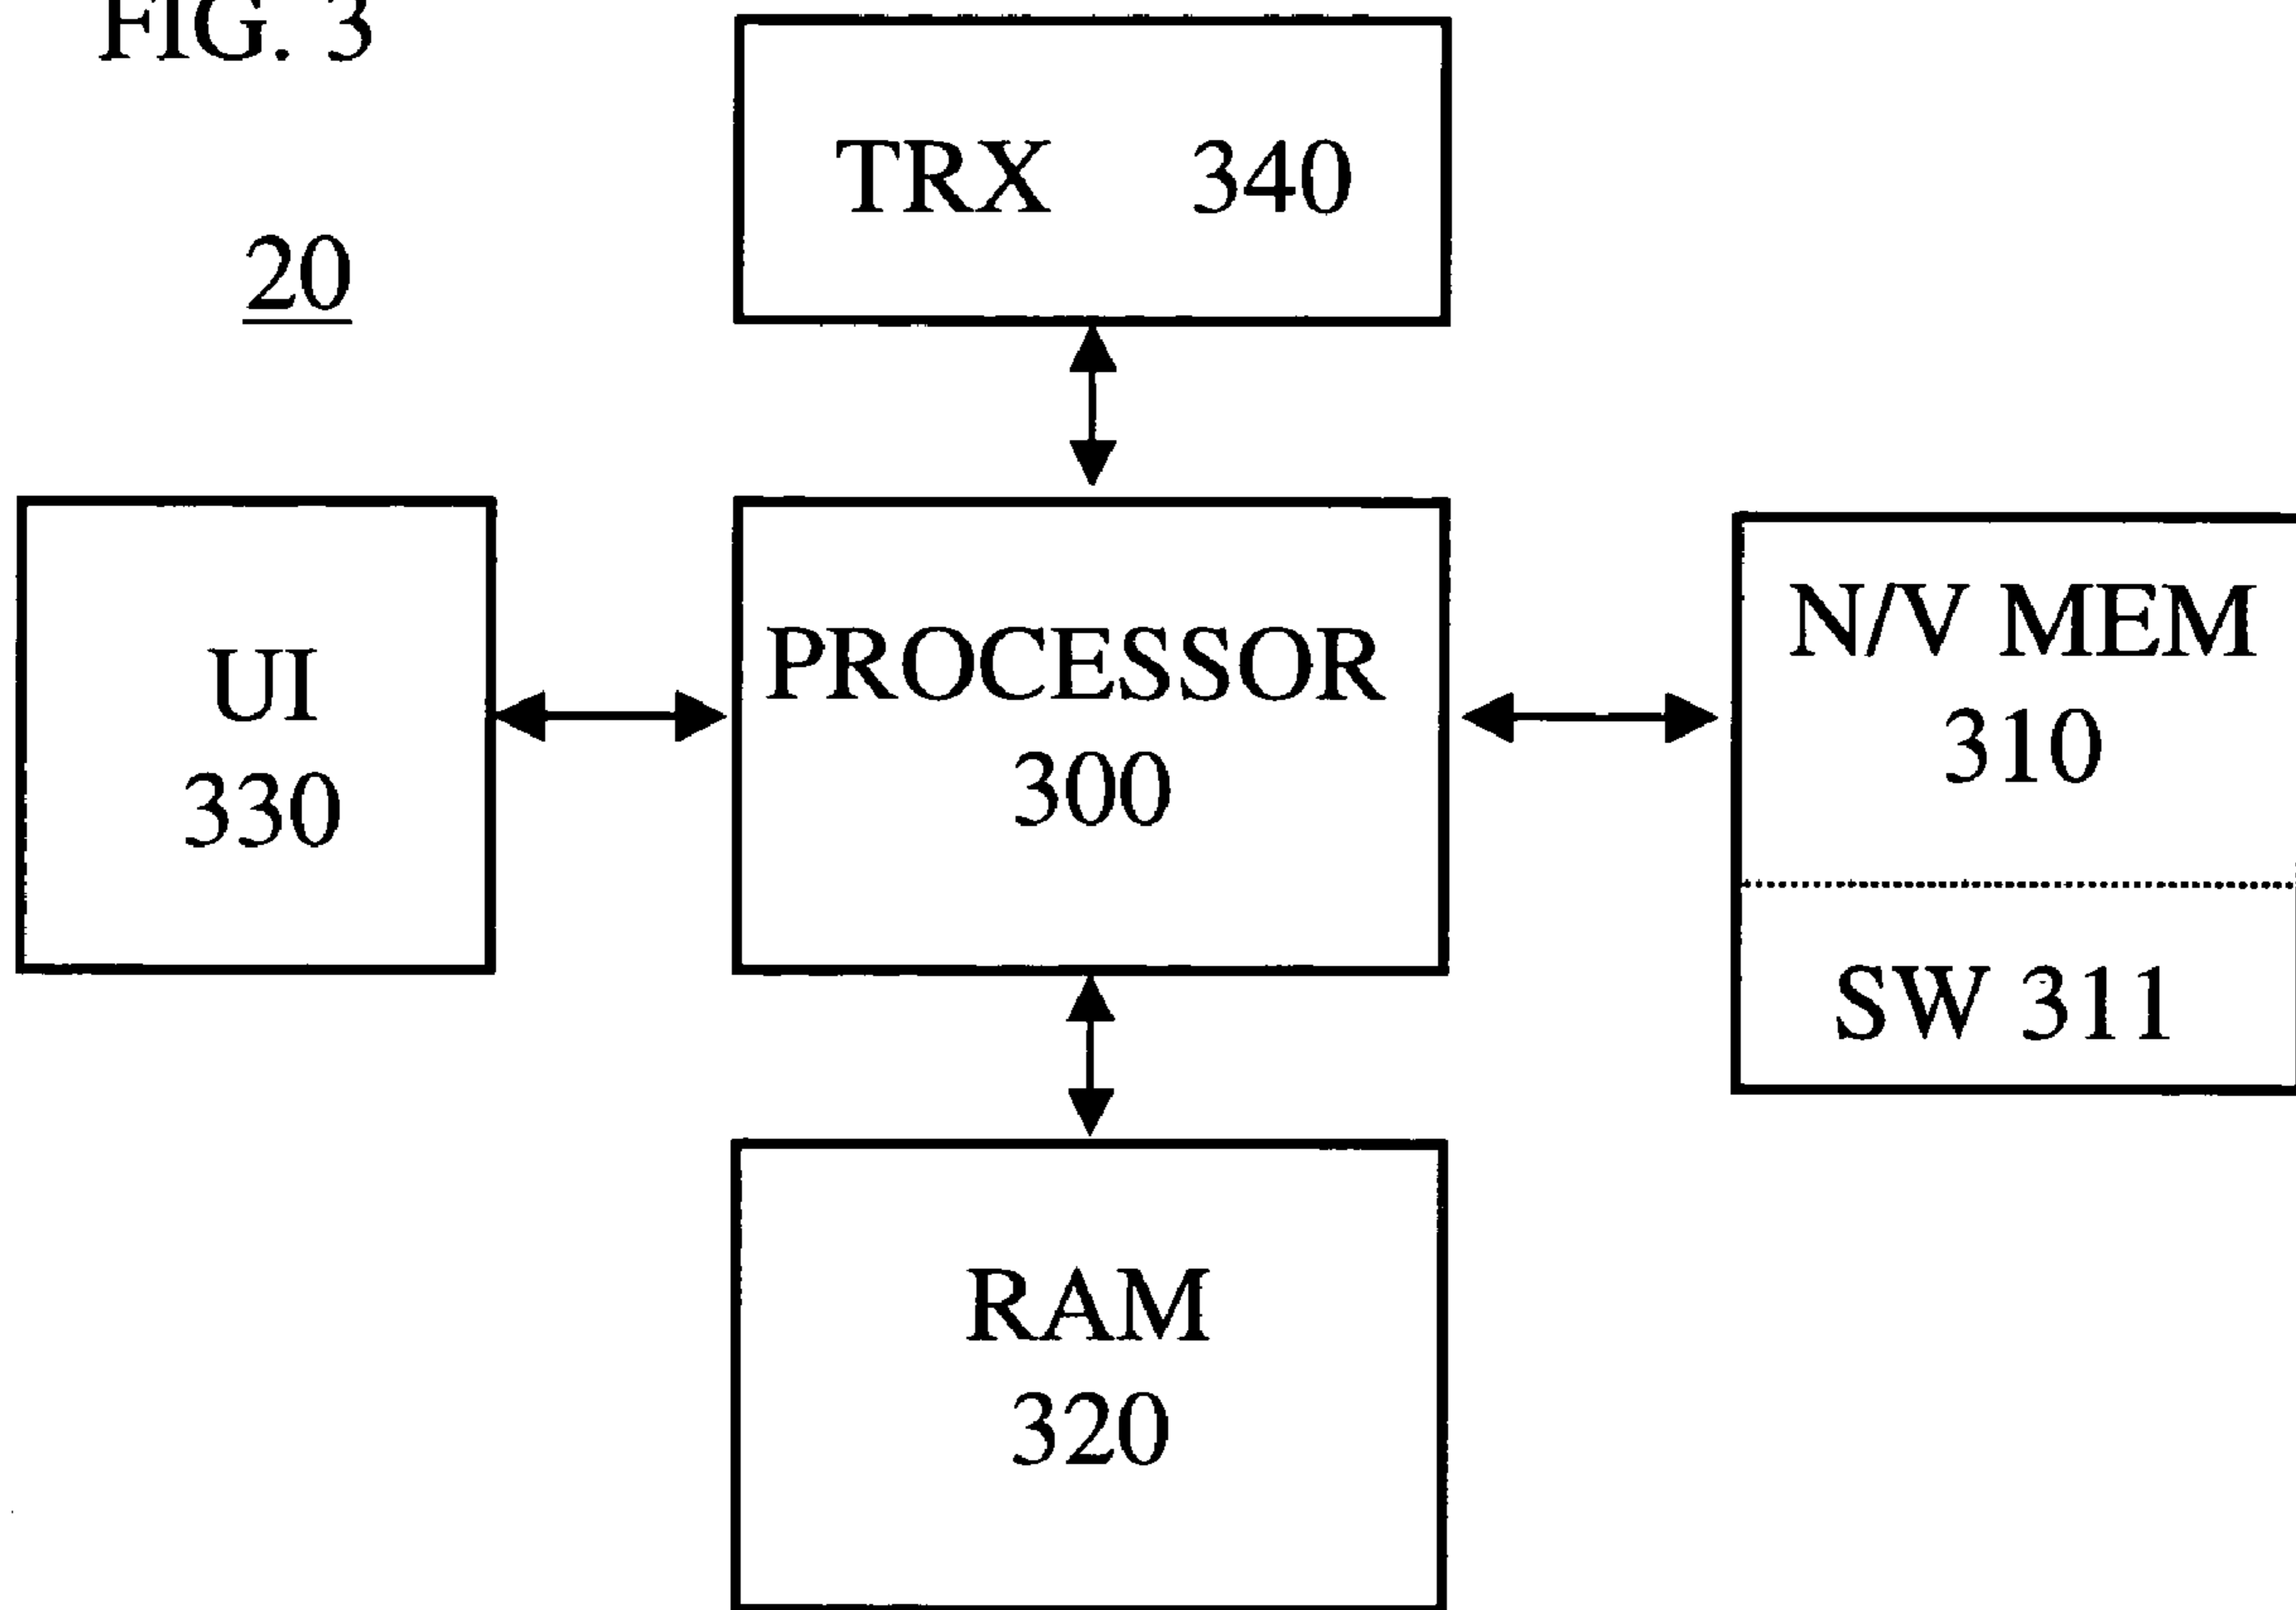 FIG. 3
TRX 340
20
UI
330
PROCESSOR
300
N/V MEM
310
SW 311
RAM
320